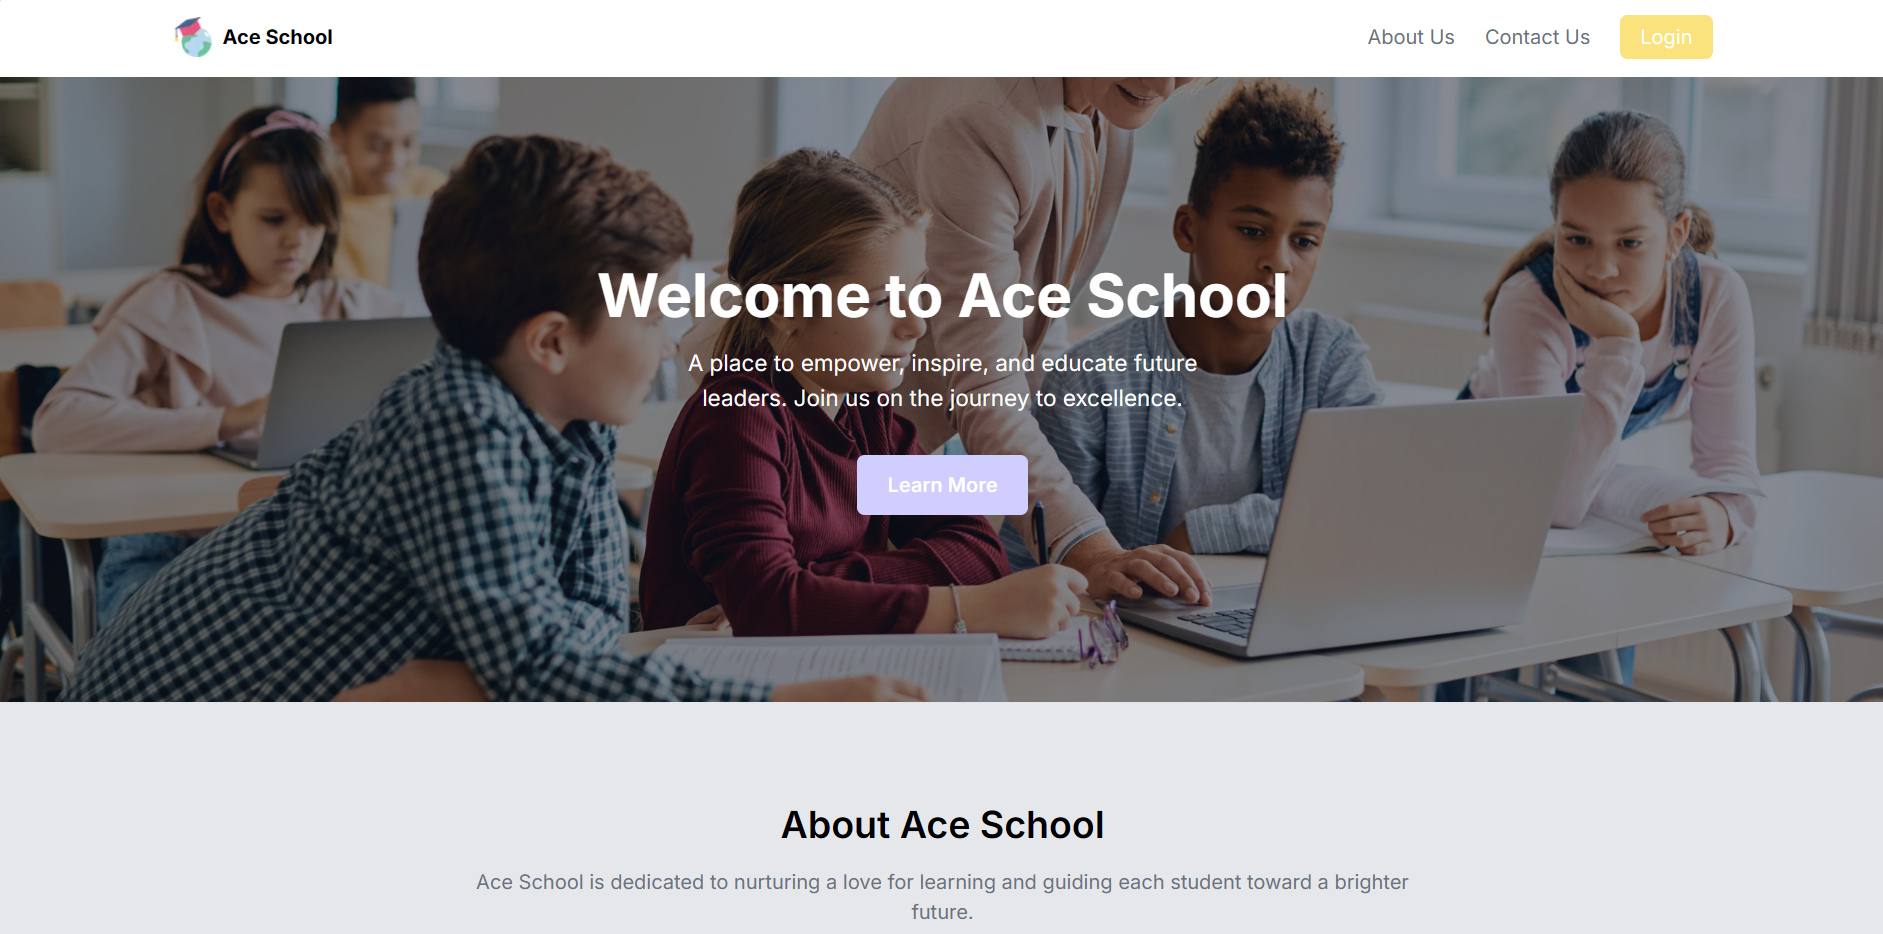 Ace School
About Us
Contact Us
Login
Welcome to Ace School
A place to empower, inspire, and educate future
leaders. Join us on the journey to excellence.
Learn More
About Ace School
Ace School is dedicated to nurturing a love for learning and guiding each student toward a brighter
future.